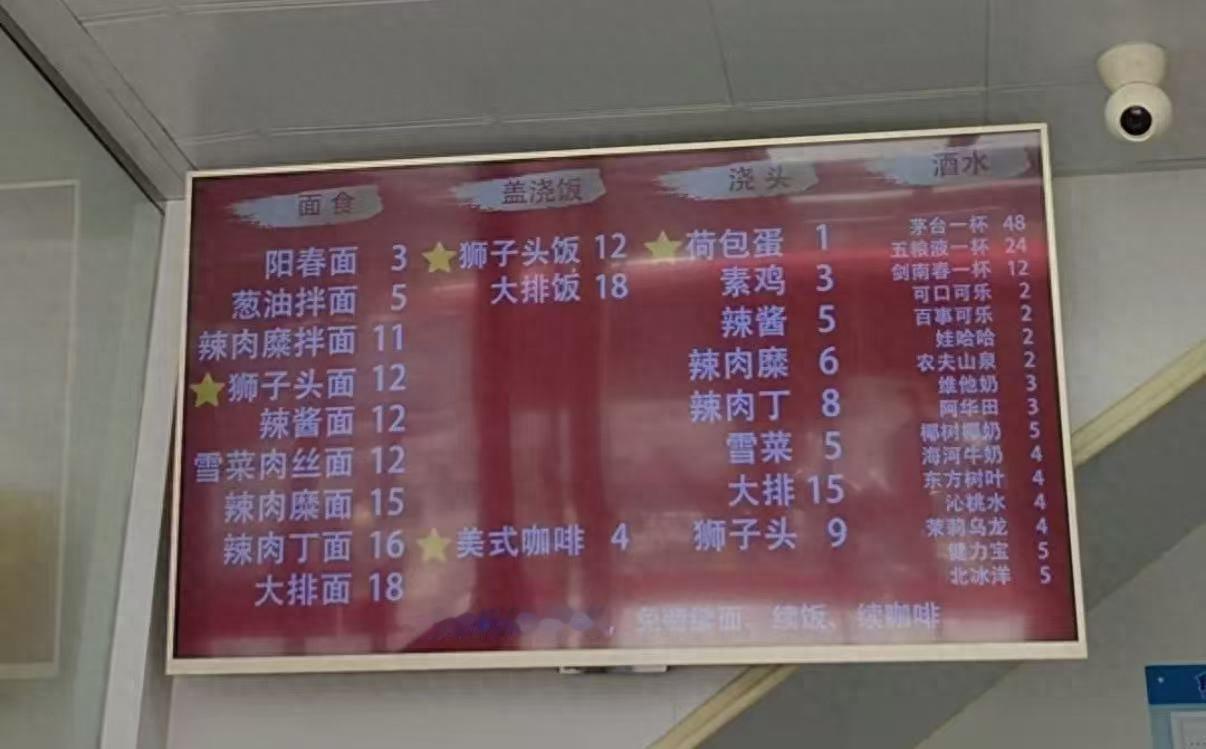 面食
阳春面 3
葱油拌面 5
辣肉糜拌面 11
狮子头面 12
辣酱面 12
雪菜肉丝面 12
辣肉糜面 15
辣肉丁面 16
大排面 18
盖浇饭
狮子头饭 12
大排饭 18
美式咖啡 4
浇头
荷包蛋 1
素鸡 3
辣酱 5
辣肉糜 6
辣肉丁 8
雪菜 5
大排 15
狮子头 9
酒水
茅台一杯 48
五粮液一杯 24
剑南春一杯 12
可口可乐 2
百事可乐 2
娃哈哈 2
农夫山泉 2
维他奶 3
阿华田 3
椰树椰奶 5
海河牛奶 4
东方树叶 4
沁桃水 4
茉莉乌龙 4
健力宝 5
北冰洋 5
,免费续面、续饭、续咖啡